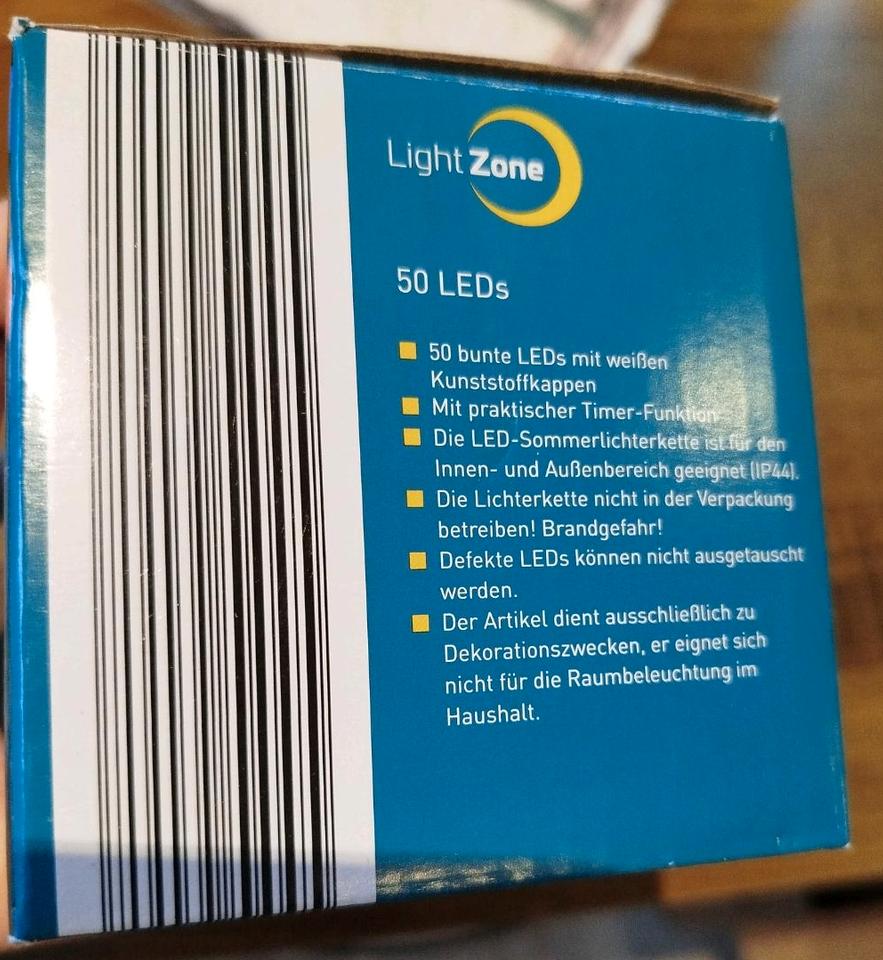 Light Zone
50 LEDs
50 bunte LEDs mit weißen
Kunststoffkappen
Mit praktischer Timer-Funktion
Die LED-Sommerlichterkette ist für den
Innen- und Außenbereich geeignet (IP44).
Die Lichterkette nicht in der Verpackung
betreiben! Brandgefahr!
Defekte LEDs können nicht ausgetauscht
werden.
Der Artikel dient ausschließlich zu
Dekorationszwecken, er eignet sich
nicht für die Raumbeleuchtung im
Haushalt.